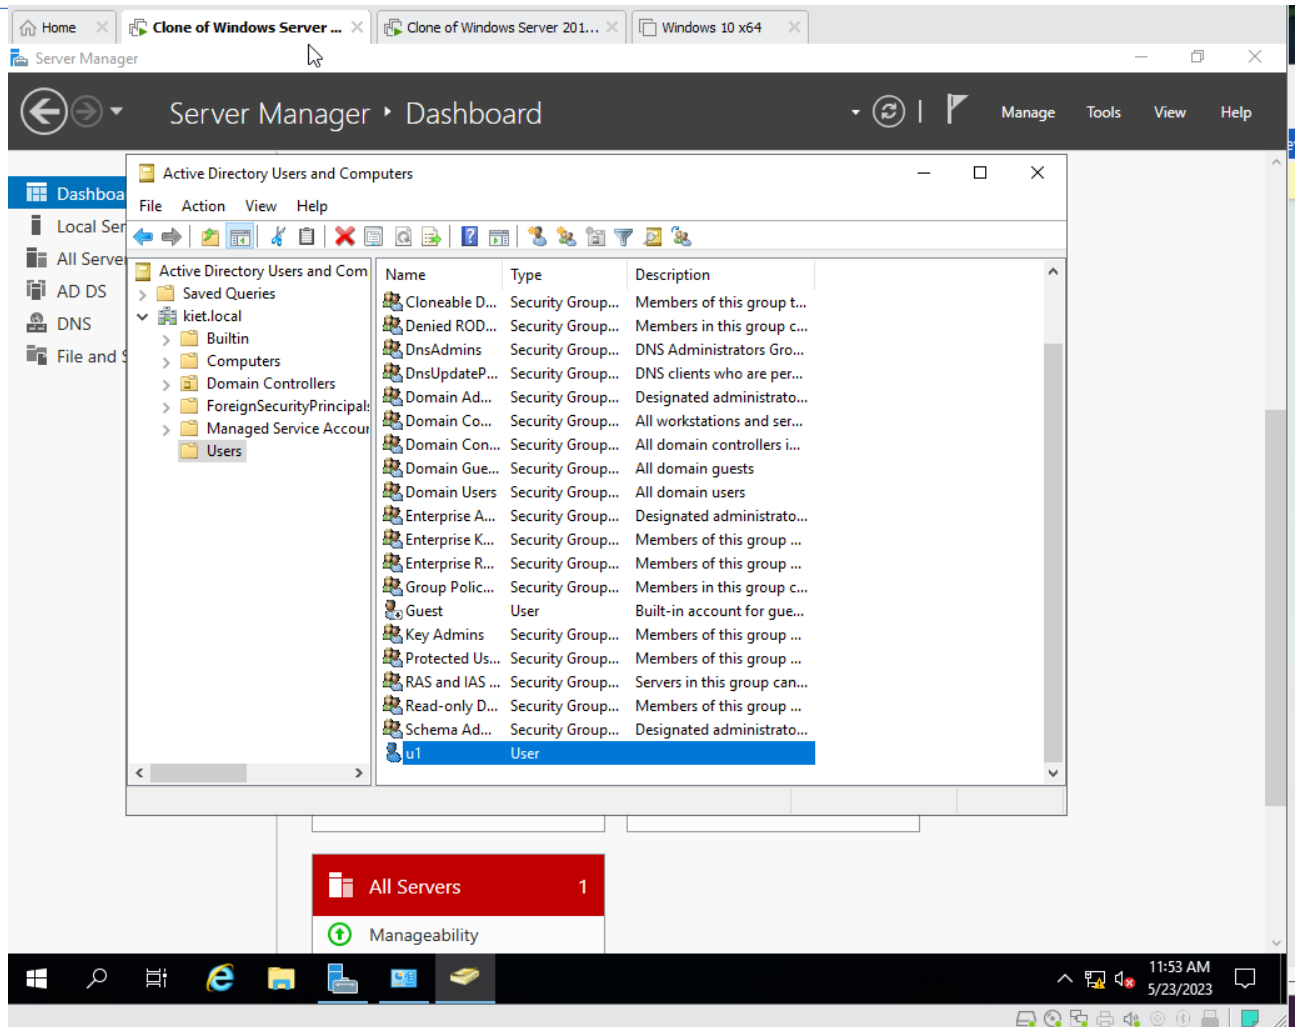 Home
Clone of Windows Server ...
Clone of Windows Server 201...
Windows 10 x64
Server Manager
Server Manager
Dashboard
Manage
Tools
View
Help
Dashboa
Local Ser
All Server
AD DS
DNS
File and S
Active Directory Users and Computers
File Action View Help
Active Directory Users and Com
Saved Queries
kiet.local
Builtin
Computers
Domain Controllers
ForeignSecurityPrincipals
Managed Service Accour
Users
Name Type Description
Cloneable D... Security Group... Members of this group t...
Denied ROD... Security Group... Members in this group c...
DnsAdmins Security Group... DNS Administrators Gro...
DnsUpdateP... Security Group... DNS clients who are per...
Domain Ad... Security Group... Designated administrato...
Domain Co... Security Group... All workstations and ser...
Domain Con... Security Group... All domain controllers i...
Domain Gue... Security Group... All domain guests
Domain Users Security Group... All domain users
Enterprise A... Security Group... Designated administrato...
Enterprise K... Security Group... Members of this group ...
Enterprise R... Security Group... Members of this group ...
Group Polic... Security Group... Members in this group c...
Guest User Built-in account for gue...
Key Admins Security Group... Members of this group ...
Protected Us... Security Group... Members of this group ...
RAS and IAS ... Security Group... Servers in this group can...
Read-only D... Security Group... Members of this group ...
Schema Ad... Security Group... Designated administrato...
u1 User
All Servers 1
Manageability
11:53 AM
5/23/2023